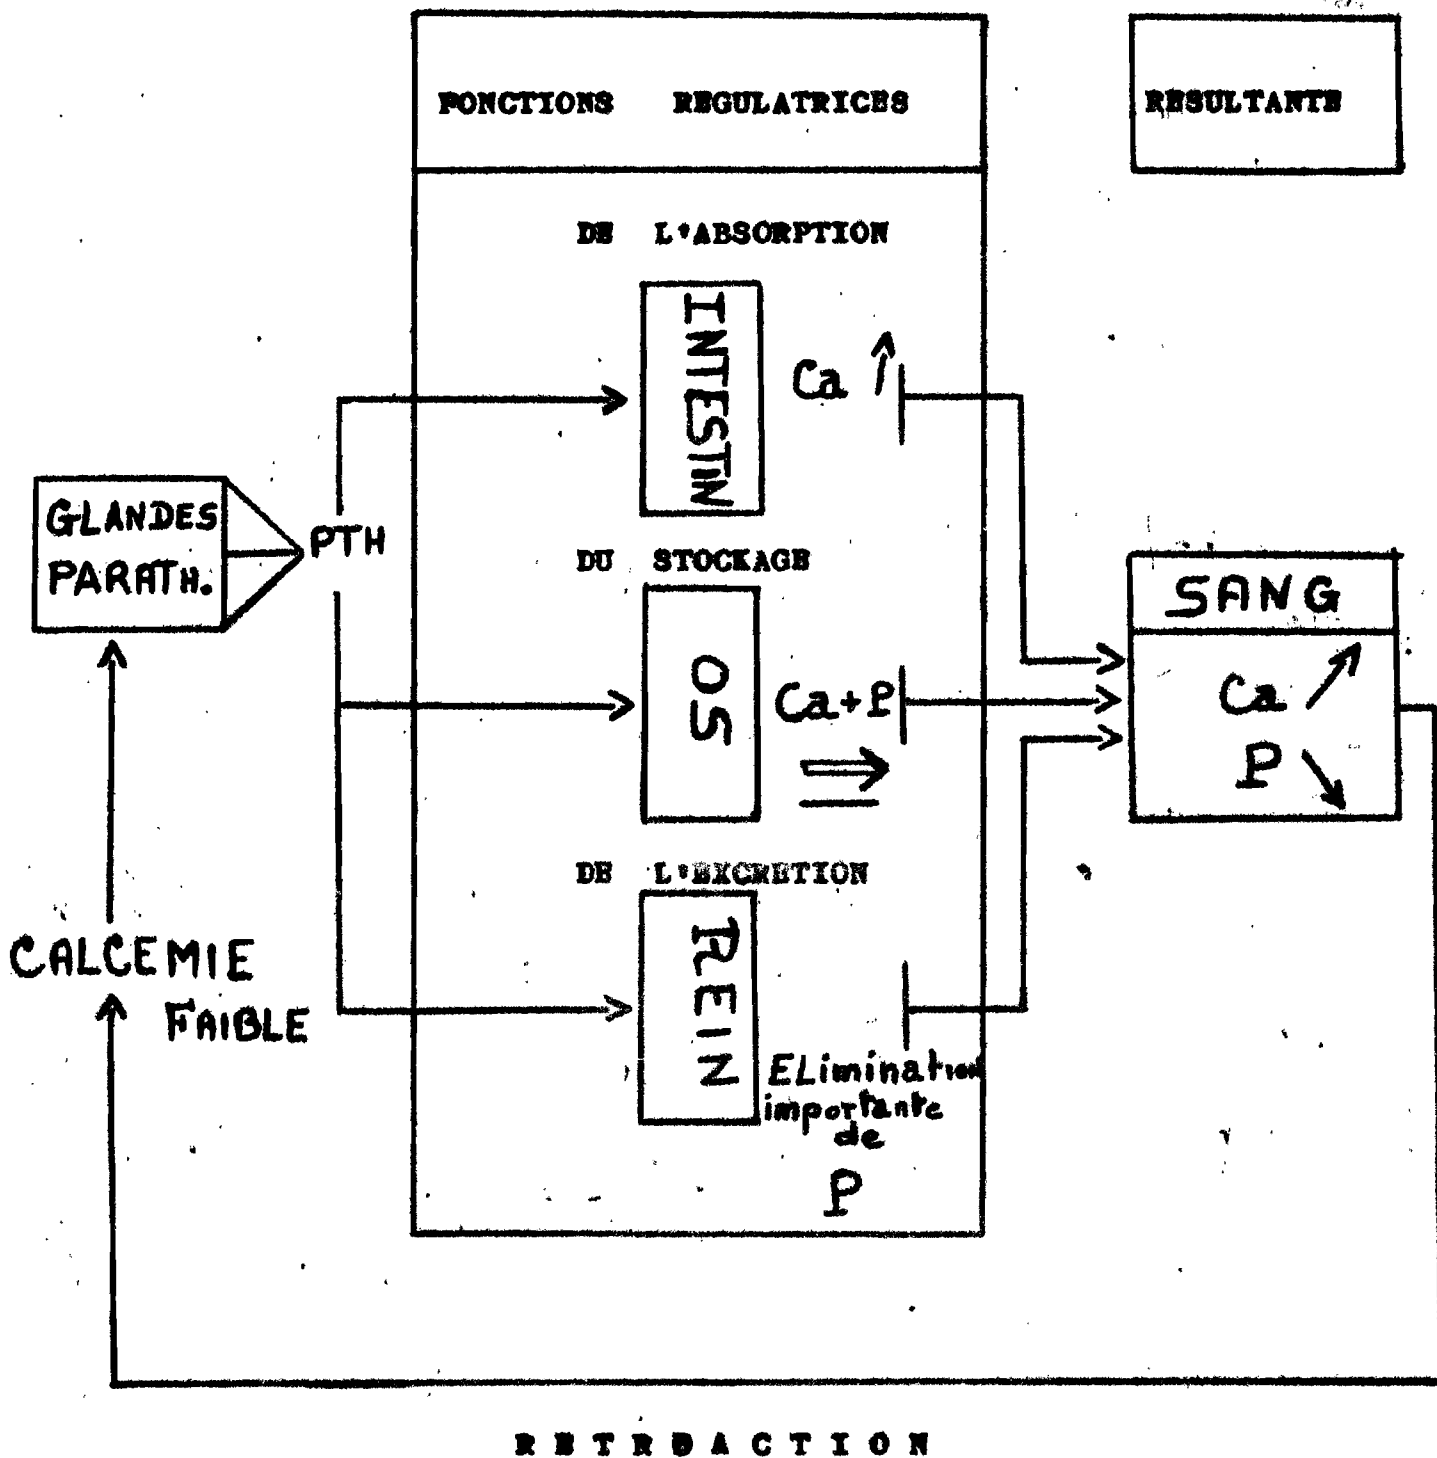 FONCTIONS REGULATRICES
RESULTANTE
DE L'ABSORPTION
INTESTIN
Ca ↑
GLANDES
PARATH.
PTH
DU STOCKAGE
OS
Ca+P
⇒
SANG
Ca ↗
P ↘
DE L'EXCRETION
REIN
CALCEMIE
FAIBLE
ELimination
importante
de
P
RETROACTION